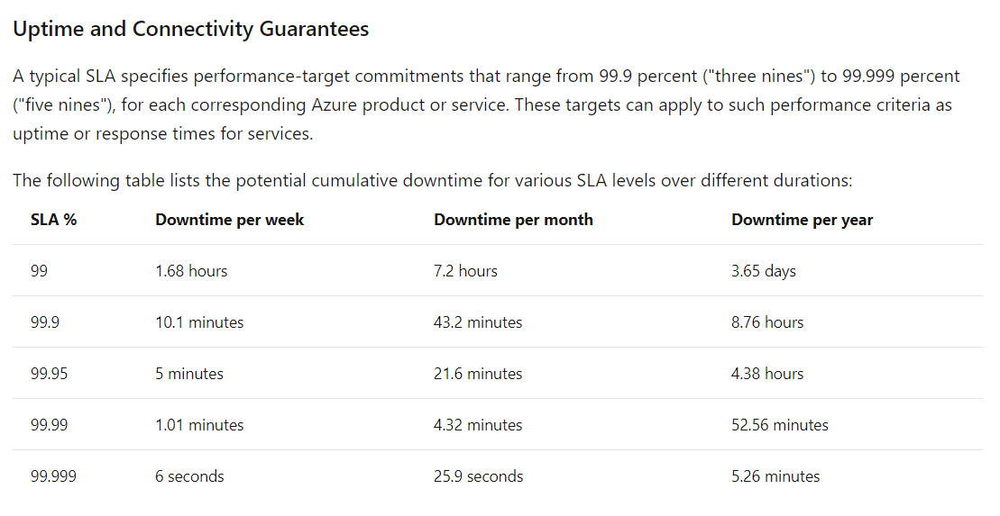 Uptime and Connectivity Guarantees
A typical SLA specifies performance-target commitments that range from 99.9 percent ("three nines") to 99.999 percent
("five nines"), for each corresponding Azure product or service. These targets can apply to such performance criteria as
uptime or response times for services.
The following table lists the potential cumulative downtime for various SLA levels over different durations:
SLA % Downtime per week Downtime per month Downtime per year
99 1.68 hours 7.2 hours 3.65 days
99.9 10.1 minutes 43.2 minutes 8.76 hours
99.95 5 minutes 21.6 minutes 4.38 hours
99.99 1.01 minutes 4.32 minutes 52.56 minutes
99.999 6 seconds 25.9 seconds 5.26 minutes